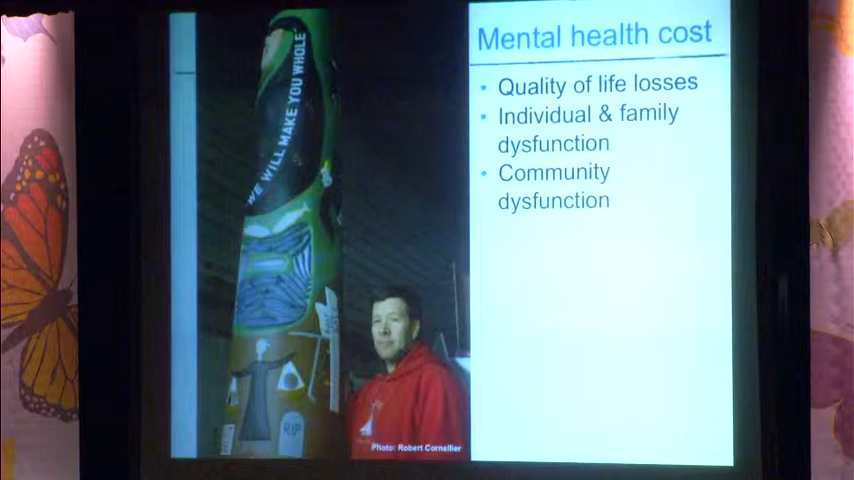 WE WILL MAKE YOU WHOLE
RIP
Photo: Robert Cornellier
Mental health cost
• Quality of life losses
• Individual & family
dysfunction
• Community
dysfunction